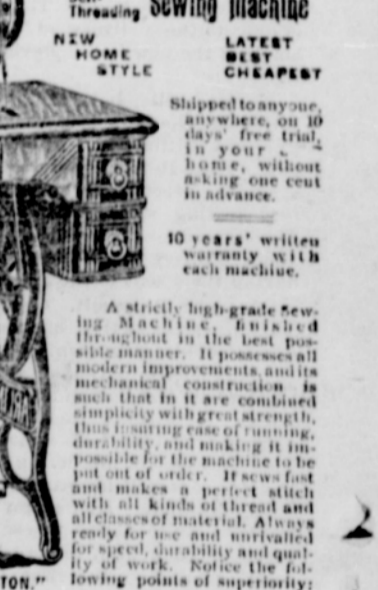 Threading Sewing Machine
NEW
HOME
STYLE
LATEST
BEST
CHEAPEST
Shipped to anyone,
anywhere, on 10
days' free trial,
in your
home, without
asking one cent
in advance.
10 years' written
warranty with
each machine.
A strictly high-grade Sew-
ing Machine, finished
throughout in the best pos-
sible manner. It possesses all
modern improvements, and its
mechanical construction is
such that in it are combined
simplicity with great strength,
thus insuring ease of running,
durability, and making it im-
possible for the machine to be
put out of order. It sews fast
and makes a perfect stitch
with all kinds of thread and
all classes of material. Always
ready for use and unrivalled
for speed, durability and qual-
ity of work. Notice the fol-
lowing points of superiority:
TON."